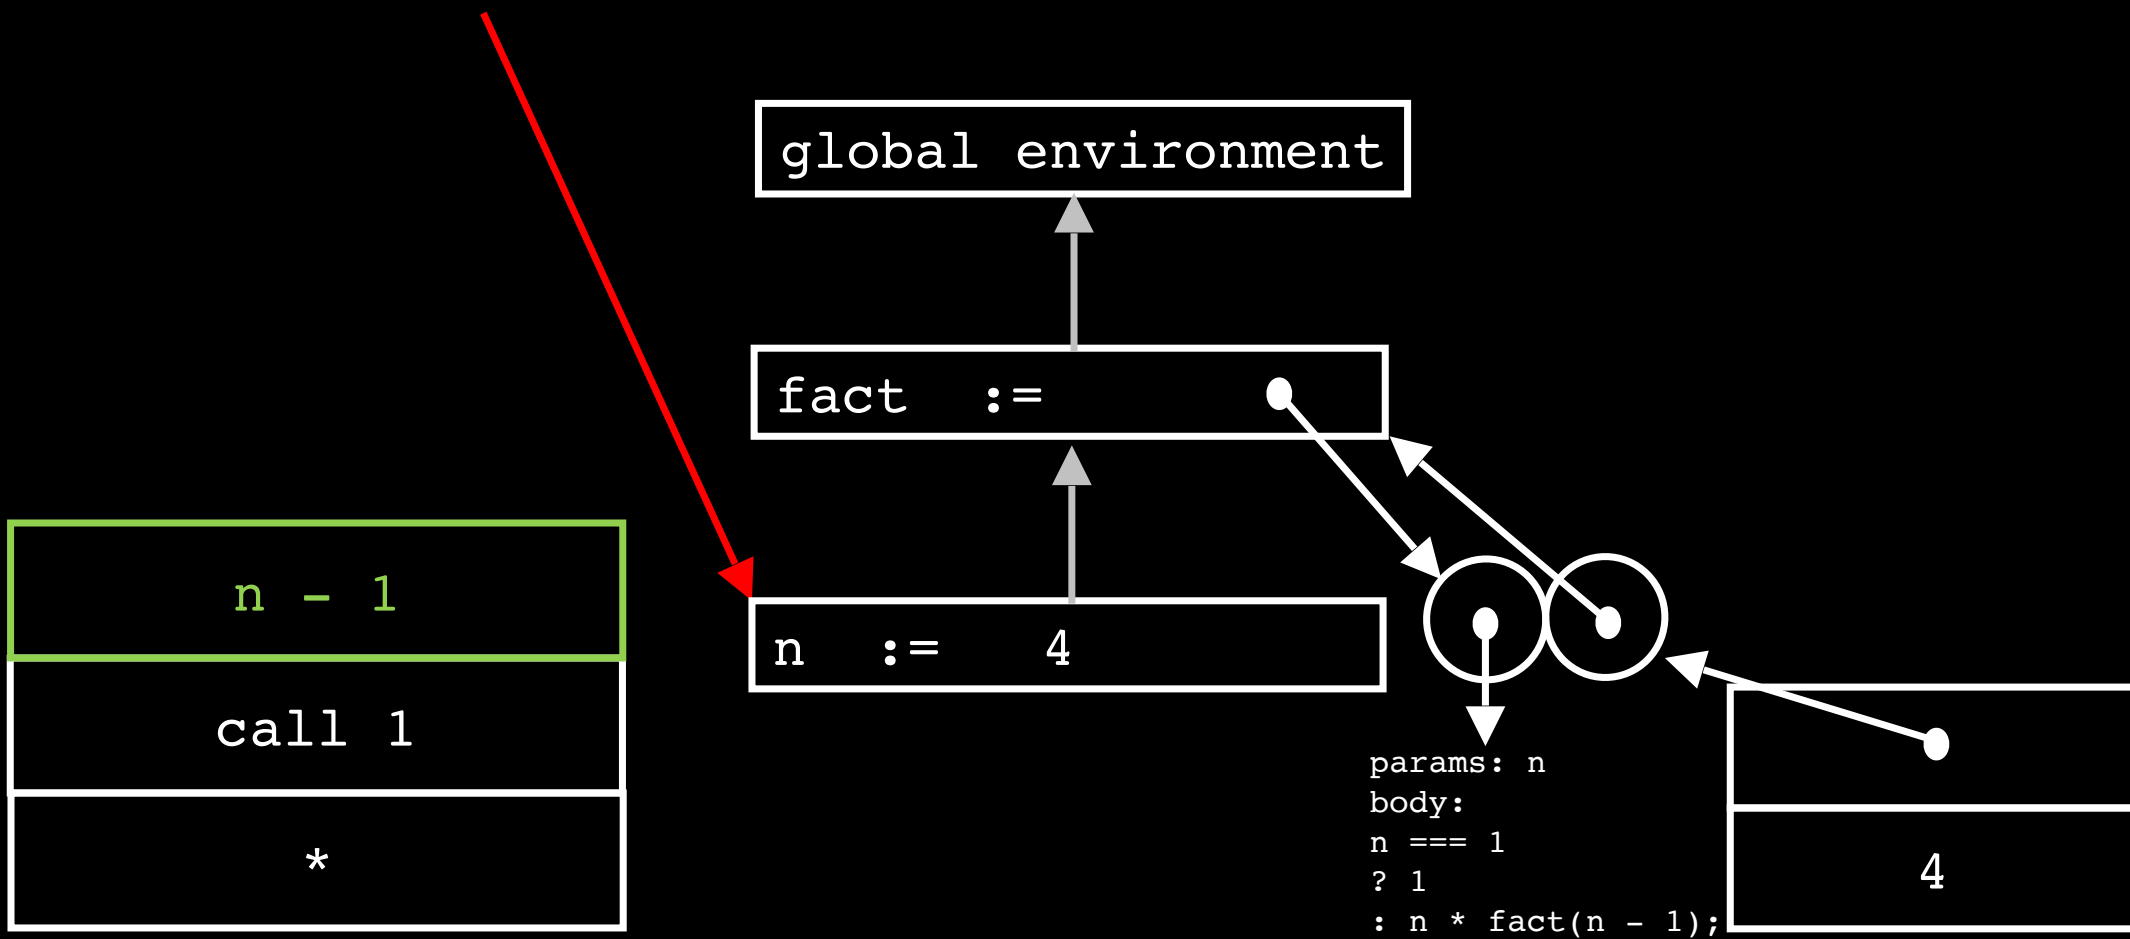 global environment
fact :=
n - 1
call 1
*
n := 4
params: n
body:
n === 1
? 1
: n * fact(n - 1);
4